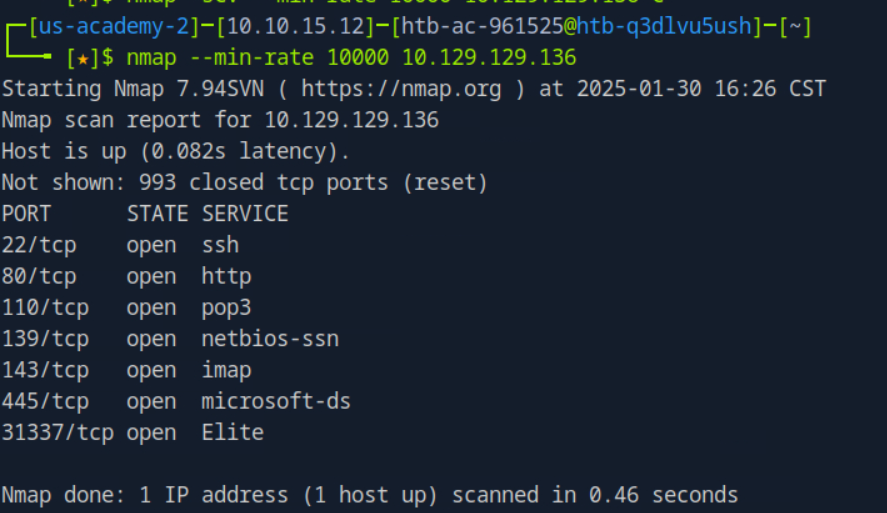 ┌─[us-academy-2]─[10.10.15.12]─[htb-ac-961525@htb-q3dlvu5ush]─[~]
└──╼ [★]$ nmap --min-rate 10000 10.129.129.136
Starting Nmap 7.94SVN ( https://nmap.org ) at 2025-01-30 16:26 CST
Nmap scan report for 10.129.129.136
Host is up (0.082s latency).
Not shown: 993 closed tcp ports (reset)
PORT      STATE SERVICE
22/tcp    open  ssh
80/tcp    open  http
110/tcp   open  pop3
139/tcp   open  netbios-ssn
143/tcp   open  imap
445/tcp   open  microsoft-ds
31337/tcp open  Elite
Nmap done: 1 IP address (1 host up) scanned in 0.46 seconds